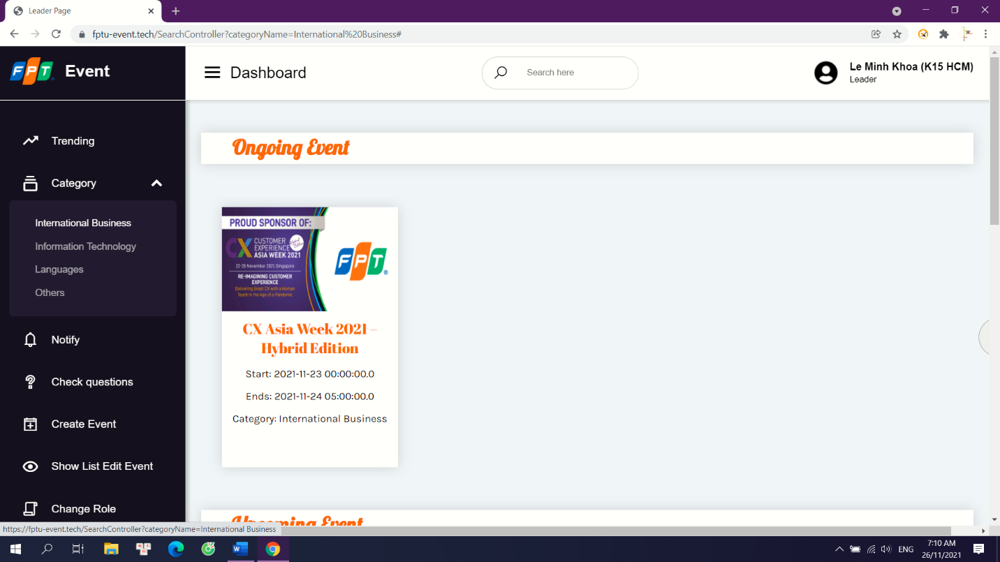 Leader Page
fptu-event.tech/SearchController?categoryName=International%20Business#
FPT Event
Dashboard
Search here
Le Minh Khoa (K15 HCM)
Leader
Trending
Category
International Business
Information Technology
Languages
Others
Notify
Check questions
Create Event
Show List Edit Event
Change Role
Ongoing Event
PROUD SPONSOR OF:
CX CUSTOMER
EXPERIENCE
ASIA WEEK 2021
22-25 November 2021, Singapore
RE-IMAGINING CUSTOMER
EXPERIENCE
Delivering Great CX with a Human
Touch in the Age of a Pandemic
FPT
CX Asia Week 2021 –
Hybrid Edition
Start: 2021-11-23 00:00:00.0
Ends: 2021-11-24 05:00:00.0
Category: International Business
Upcoming Event
https://fptu-event.tech/SearchController?categoryName=International Business
ENG
7:10 AM
26/11/2021